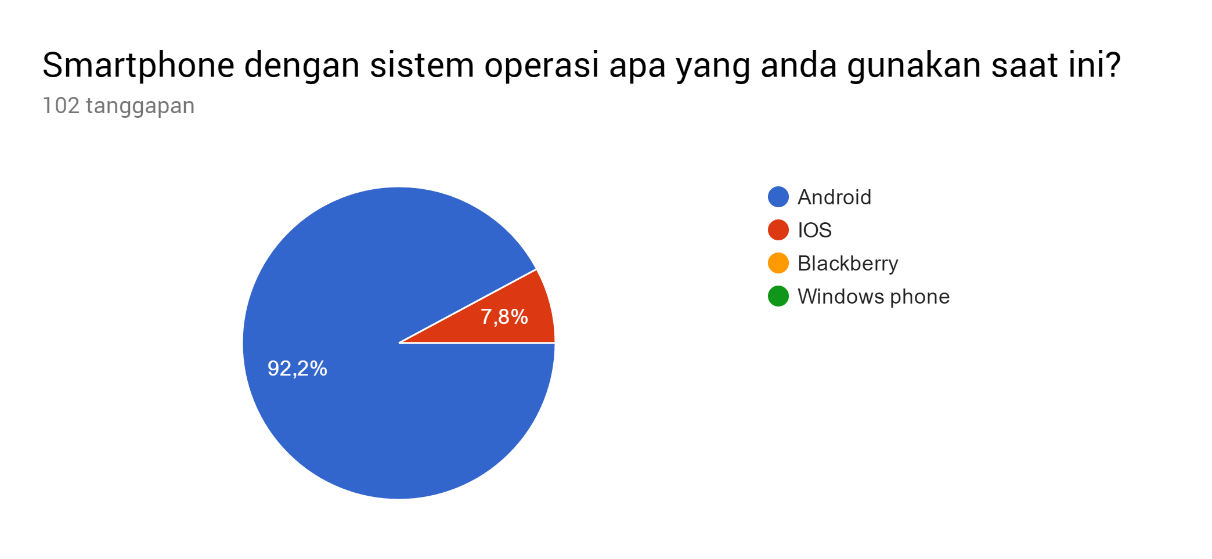 Smartphone dengan sistem operasi apa yang anda gunakan saat ini?
102 tanggapan
Android
IOS
Blackberry
Windows phone
7,8%
92,2%